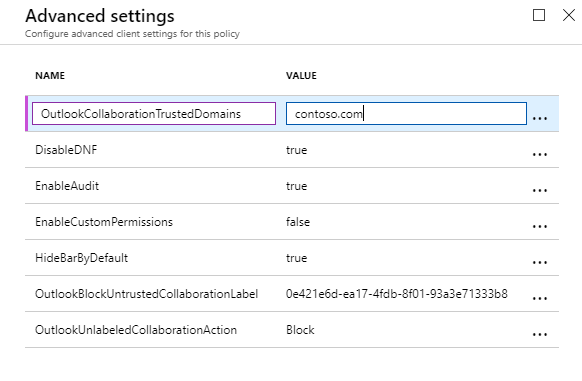 Advanced settings
Configure advanced client settings for this policy
NAME VALUE
OutlookCollaborationTrustedDomains contoso.com ...
DisableDNF true ...
EnableAudit true ...
EnableCustomPermissions false ...
HideBarByDefault true ...
OutlookBlockUntrustedCollaborationLabel 0e421e6d-ea17-4fdb-8f01-93a3e71333b8 ...
OutlookUnlabeledCollaborationAction Block ...